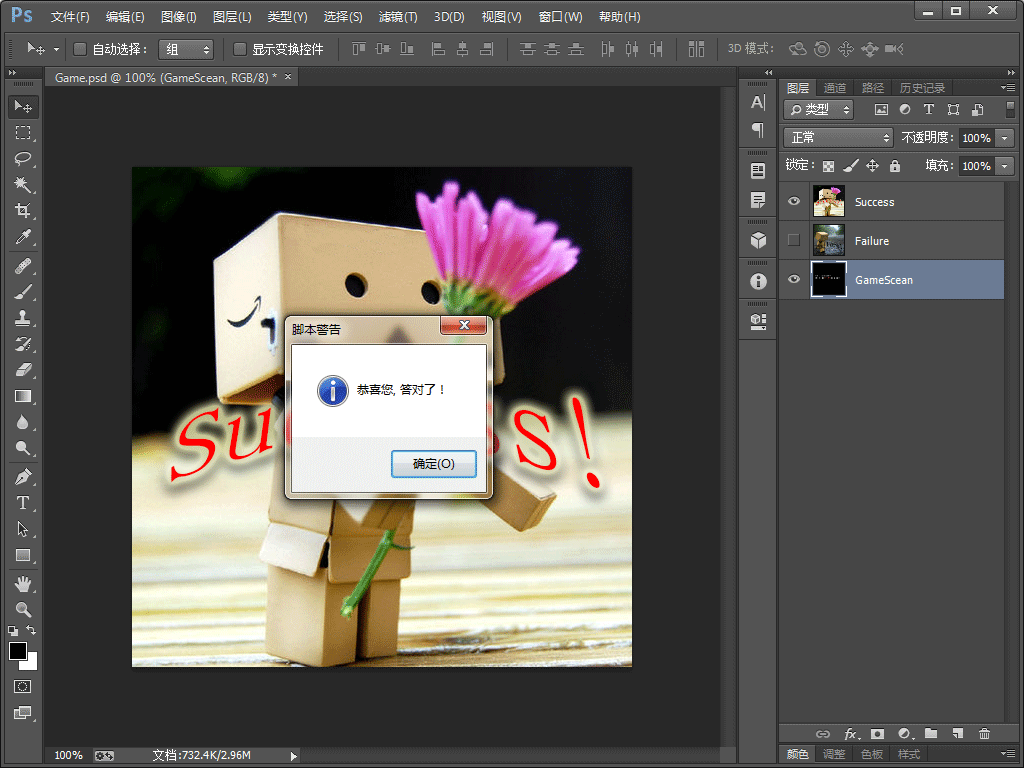 Ps 文件(F) 编辑(E) 图像(I) 图层(L) 类型(Y) 选择(S) 滤镜(T) 3D(D) 视图(V) 窗口(W) 帮助(H)
自动选择： 组 显示变换控件 3D 模式：
Game.psd @ 100% (GameScean, RGB/8) * ×
图层 通道 路径 历史记录
类型
正常 不透明度: 100%
锁定: 填充: 100%
Success
Failure
GameScean
脚本警告
恭喜您, 答对了！
确定(O)
Su s!
100% 文档:732.4K/2.96M
颜色 调整 色板 样式